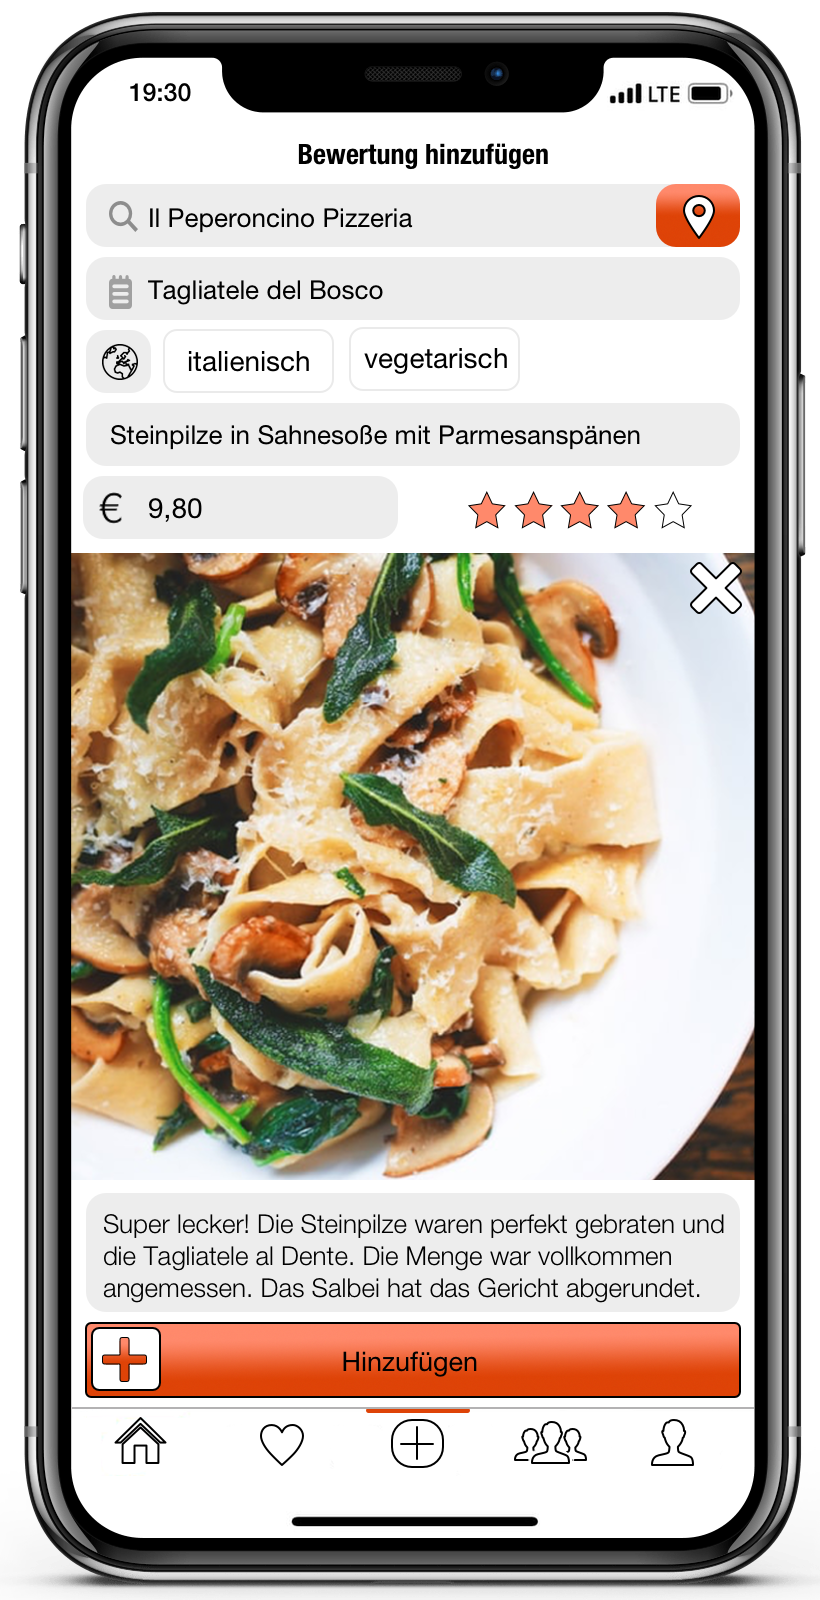 19:30
LTE
Bewertung hinzufügen
Il Peperoncino Pizzeria
Tagliatele del Bosco
italienisch
vegetarisch
Steinpilze in Sahnesoße mit Parmesanspänen
€ 9,80
Super lecker! Die Steinpilze waren perfekt gebraten und
die Tagliatele al Dente. Die Menge war vollkommen
angemessen. Das Salbei hat das Gericht abgerundet.
Hinzufügen